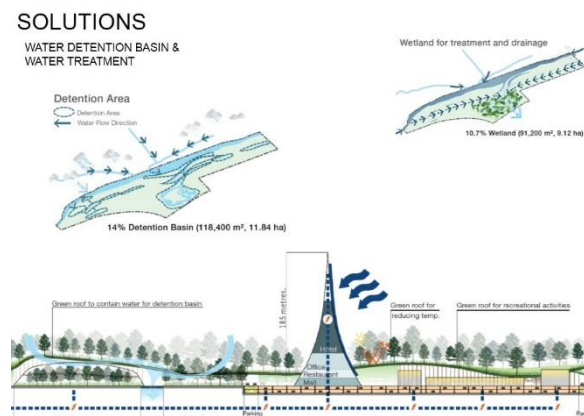 SOLUTIONS
WATER DETENTION BASIN &
WATER TREATMENT
Wetland for treatment and drainage
10.7% Wetland (91,200 m², 9.12 ha)
Detention Area
Detention Area
Water Flow Direction
14% Detention Basin (118,400 m², 11.84 ha)
185 metres.
Green roof to contain water for detention basin
Green roof for
reducing temp.
Green roof for recreational activities
Hotel
Office
Restaurant
Mall
Parking